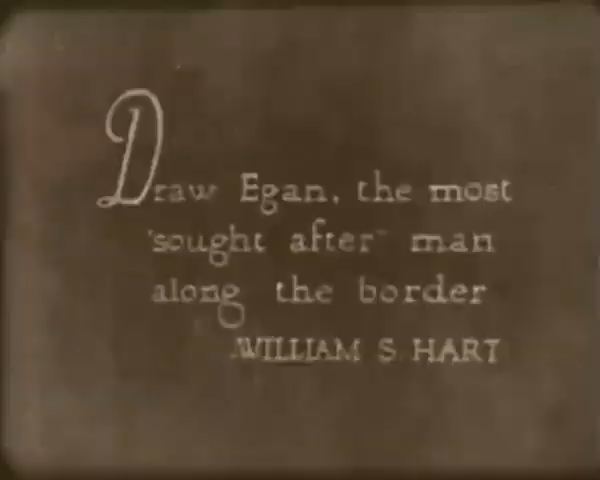 Draw Egan, the most
"sought after" man
along the border
WILLIAM S HART